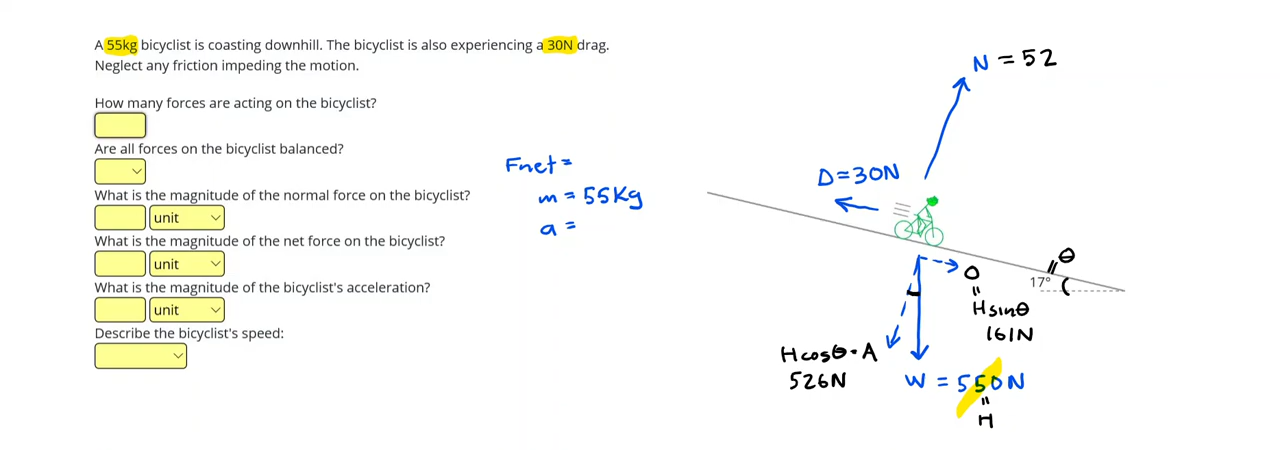 A 55kg bicyclist is coasting downhill. The bicyclist is also experiencing a 30N drag.
Neglect any friction impeding the motion.
How many forces are acting on the bicyclist?
Are all forces on the bicyclist balanced?
What is the magnitude of the normal force on the bicyclist?
unit
What is the magnitude of the net force on the bicyclist?
unit
What is the magnitude of the bicyclist's acceleration?
unit
Describe the bicyclist's speed:
Fnet =
m = 55Kg
a =
N = 52
D = 30N
θ
=
17°
O
=
Hsinθ
161N
Hcosθ = A
526N
W = 550N
=
H